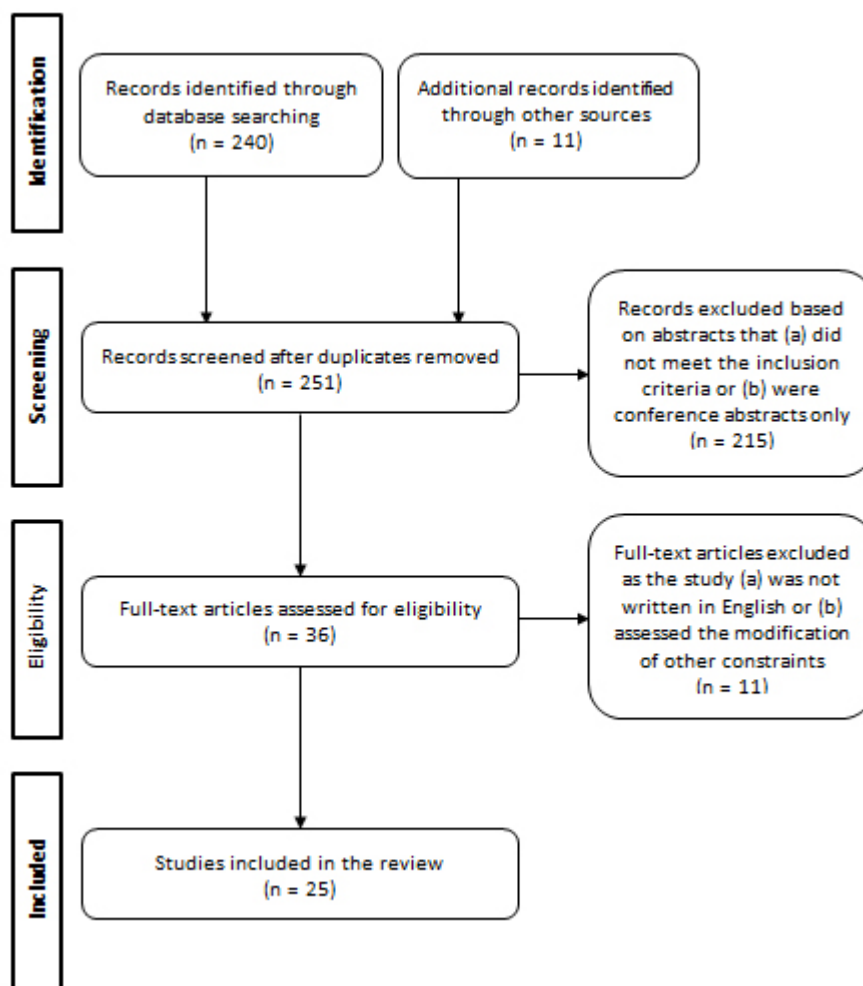 Identification
Records identified through
database searching
(n = 240)
Additional records identified
through other sources
(n = 11)
Screening
Records screened after duplicates removed
(n = 251)
Records excluded based
on abstracts that (a) did
not meet the inclusion
criteria or (b) were
conference abstracts only
(n = 215)
Eligibility
Full-text articles assessed for eligibility
(n = 36)
Full-text articles excluded
as the study (a) was not
written in English or (b)
assessed the modification
of other constraints
(n = 11)
Included
Studies included in the review
(n = 25)